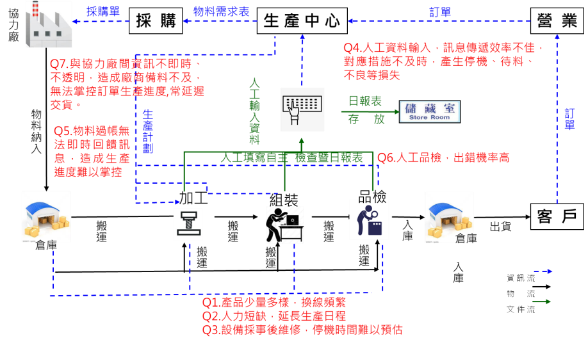 協力廠
採購單
採 購
物料需求表
生產中心
訂單
營 業
Q7.與協力廠間資訊不即時、
不透明，造成廠商備料不及，
無法掌控訂單生產進度,常延遲
交貨。
Q4.人工資料輸入，訊息傳遞效率不佳，
對應措施不及時，產生停機、待料、
不良等損失
人工輸入資料
日報表
存 放
儲藏室
Store Room
物料納入
Q5.物料過帳無
法即時回饋訊
息，造成生產
進度難以掌控
生產計劃
訂單
人工填寫自主 檢查暨日報表
Q6.人工品檢，出錯機率高
加工
組裝
品檢
倉庫
搬運
搬運
搬運
入庫
倉庫
出貨
客 戶
搬運
搬運
搬運
入庫
資訊流
物 流
文件流
Q1.產品少量多樣，換線頻繁
Q2.人力短缺，延長生產日程
Q3.設備採事後維修，停機時間難以預估